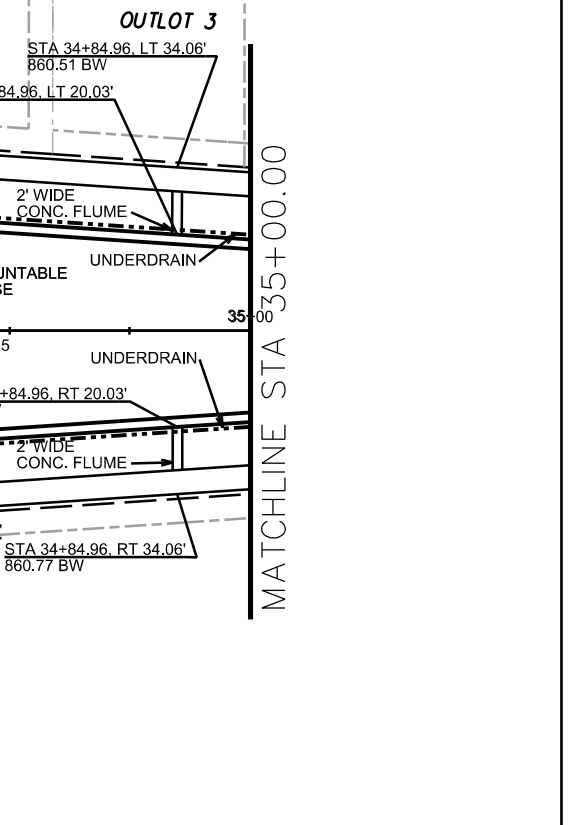 OUTLOT 3
STA 34+84.96, LT 34.06'
860.51 BW
84.96, LT 20.03'
2' WIDE
CONC. FLUME
UNDERDRAIN
UNTABLE
SE
35+00
5
UNDERDRAIN
+84.96, RT 20.03'
2' WIDE
CONC. FLUME
STA 34+84.96, RT 34.06'
860.77 BW
MATCHLINE STA 35+00.00